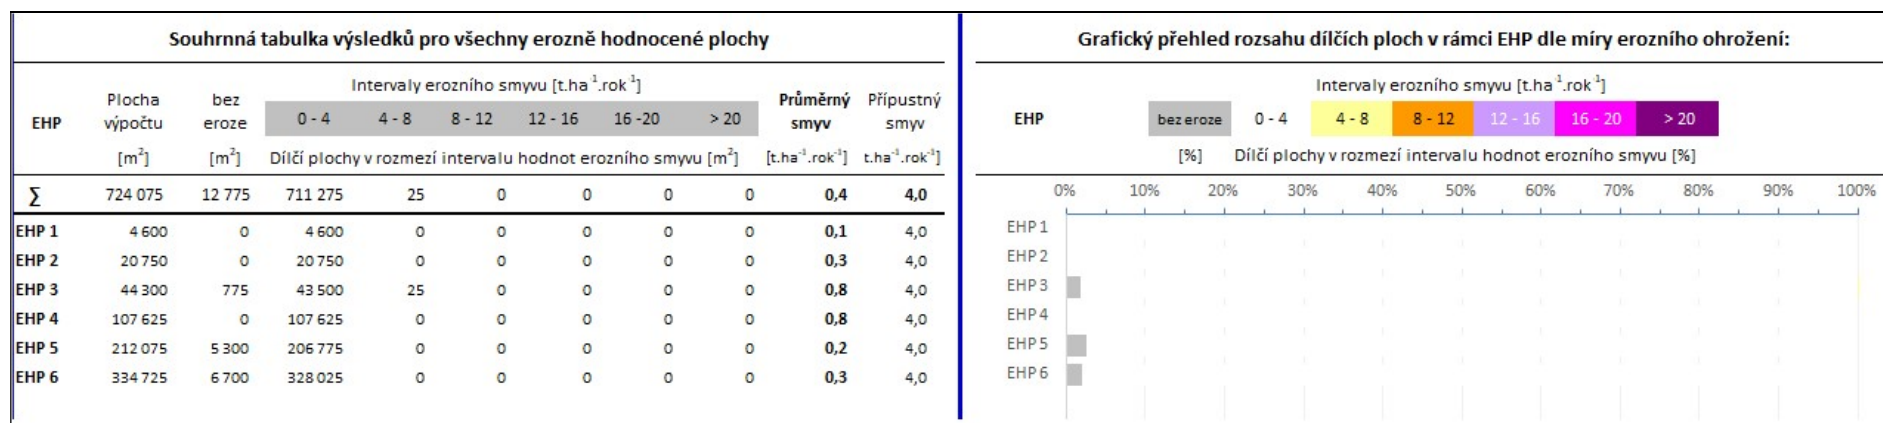 Souhrnná tabulka výsledků pro všechny erozně hodnocené plochy
EHP Plocha výpočtu bez eroze Intervaly erozního smyvu [t.ha⁻¹.rok⁻¹] Průměrný smyv Přípustný smyv
0 - 4 4 - 8 8 - 12 12 - 16 16 -20 > 20
[m²] [m²] Dílčí plochy v rozmezí intervalu hodnot erozního smyvu [m²] [t.ha⁻¹.rok⁻¹] t.ha⁻¹.rok⁻¹]
∑ 724 075 12 775 711 275 25 0 0 0 0 0,4 4,0
EHP 1 4 600 0 4 600 0 0 0 0 0 0,1 4,0
EHP 2 20 750 0 20 750 0 0 0 0 0 0,3 4,0
EHP 3 44 300 775 43 500 25 0 0 0 0 0,8 4,0
EHP 4 107 625 0 107 625 0 0 0 0 0 0,8 4,0
EHP 5 212 075 5 300 206 775 0 0 0 0 0 0,2 4,0
EHP 6 334 725 6 700 328 025 0 0 0 0 0 0,3 4,0
Grafický přehled rozsahu dílčích ploch v rámci EHP dle míry erozního ohrožení:
Intervaly erozního smyvu [t.ha⁻¹.rok⁻¹]
EHP bez eroze 0 - 4 4 - 8 8 - 12 12 - 16 16 - 20 > 20
[%] Dílčí plochy v rozmezí intervalu hodnot erozního smyvu [%]
0% 10% 20% 30% 40% 50% 60% 70% 80% 90% 100%
EHP 1
EHP 2
EHP 3
EHP 4
EHP 5
EHP 6